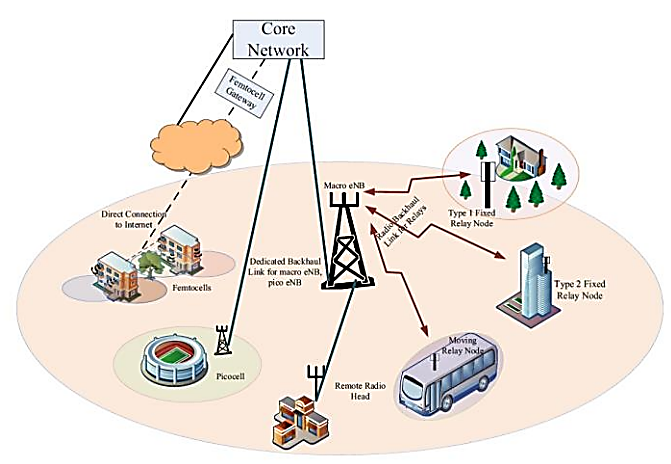 Core
Network
Femtocell
Gateway
Macro eNB
Type 1 Fixed
Relay Node
Radio Backhaul
Link for Relays
Direct Connection
to Internet
Dedicated Backhaul
Link for macro eNB,
pico eNB
Femtocells
Type 2 Fixed
Relay Node
Moving
Relay Node
Picocell
Remote Radio
Head